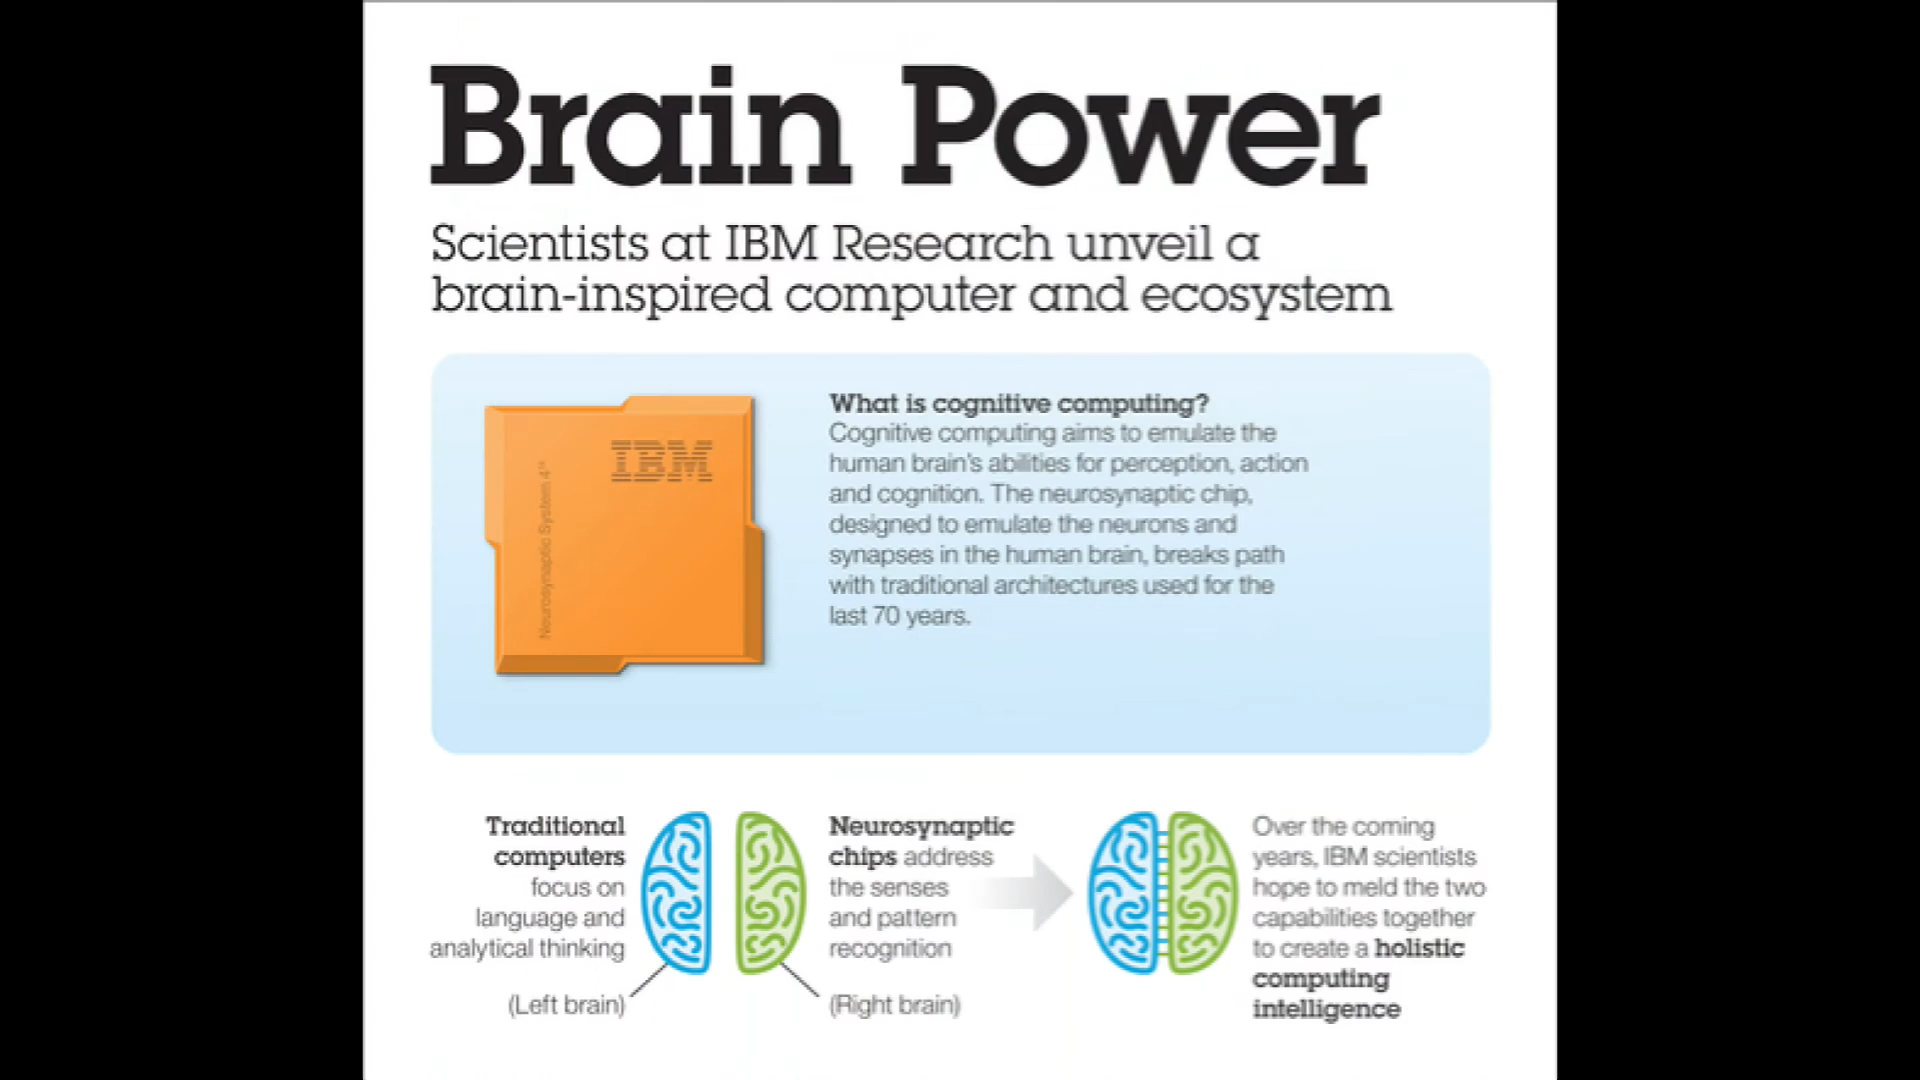 Brain Power
Scientists at IBM Research unveil a
brain-inspired computer and ecosystem
IBM
Neurosynaptic System 4
What is cognitive computing?
Cognitive computing aims to emulate the
human brain's abilities for perception, action
and cognition. The neurosynaptic chip,
designed to emulate the neurons and
synapses in the human brain, breaks path
with traditional architectures used for the
last 70 years.
Traditional
computers
focus on
language and
analytical thinking
(Left brain)
Neurosynaptic
chips address
the senses
and pattern
recognition
(Right brain)
Over the coming
years, IBM scientists
hope to meld the two
capabilities together
to create a holistic
computing
intelligence